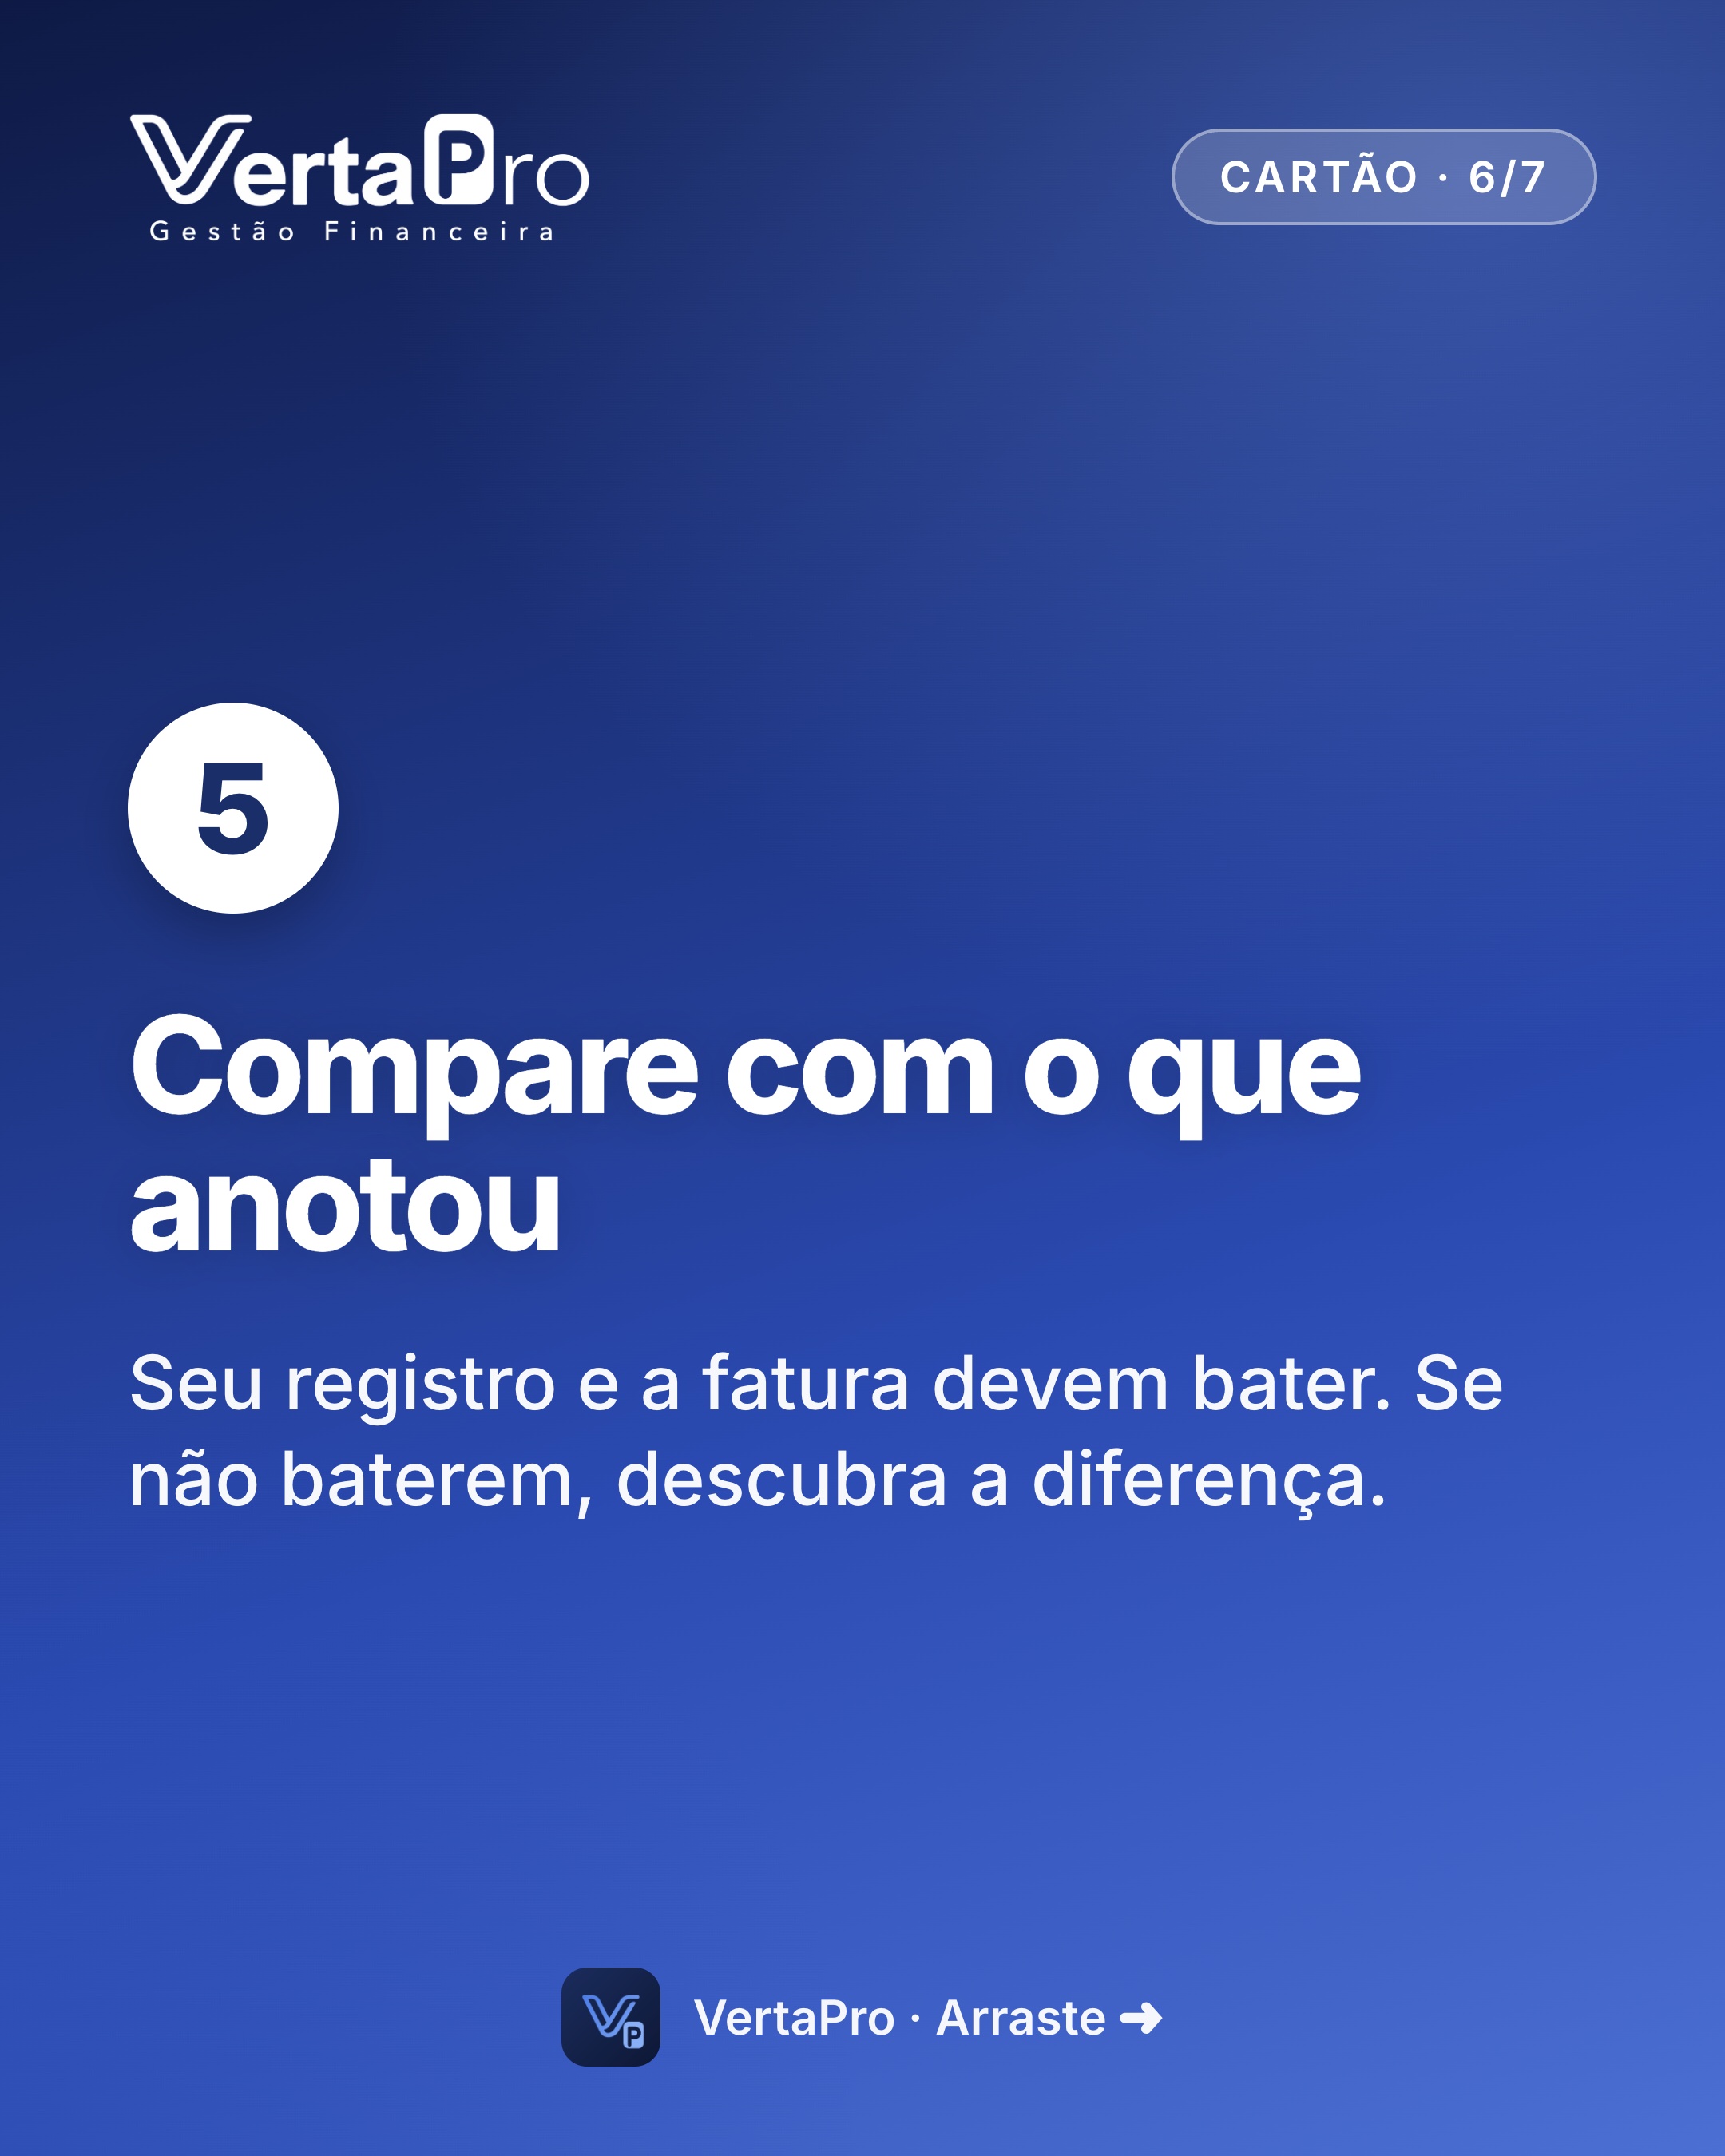 VertaPro
Gestão Financeira
CARTÃO · 6/7
5
Compare com o que
anotou
Seu registro e a fatura devem bater. Se
não baterem, descubra a diferença.
VP
VertaPro · Arraste →